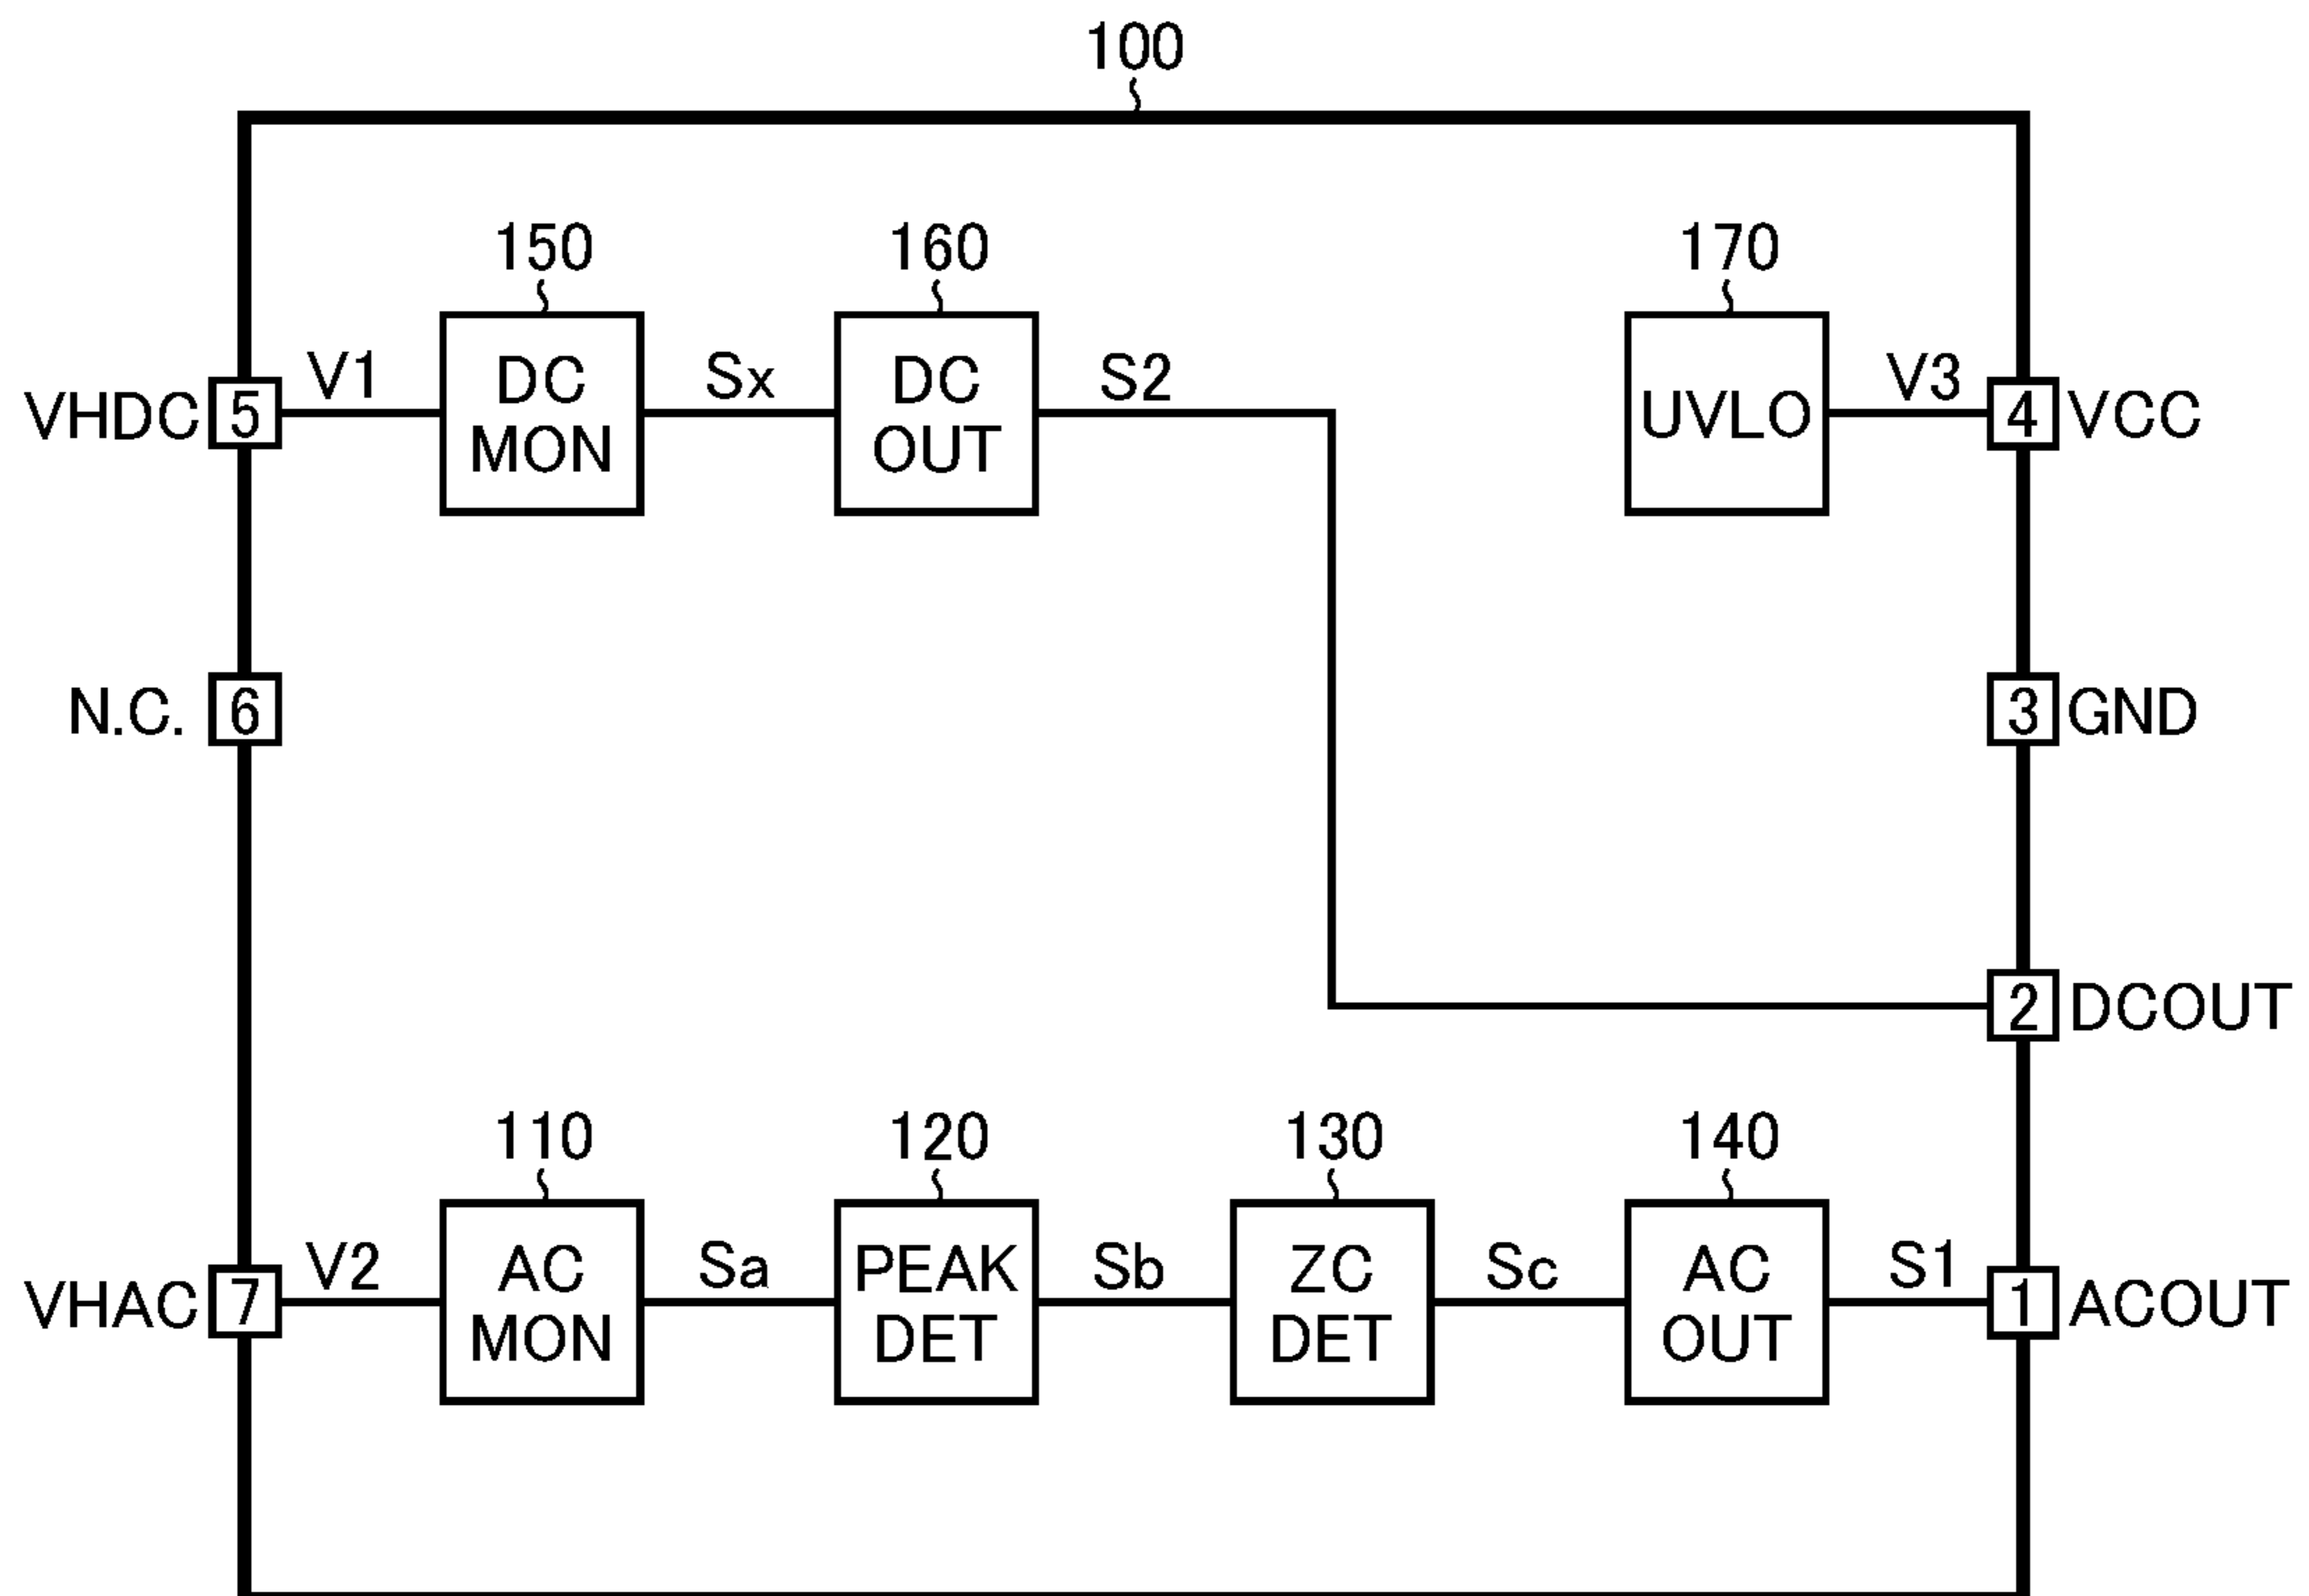 100
150
160
170
VHDC
5
V1
DC
MON
Sx
DC
OUT
S2
UVLO
V3
4
VCC
N.C.
6
3
GND
2
DCOUT
110
120
130
140
VHAC
7
V2
AC
MON
Sa
PEAK
DET
Sb
ZC
DET
Sc
AC
OUT
S1
1
ACOUT